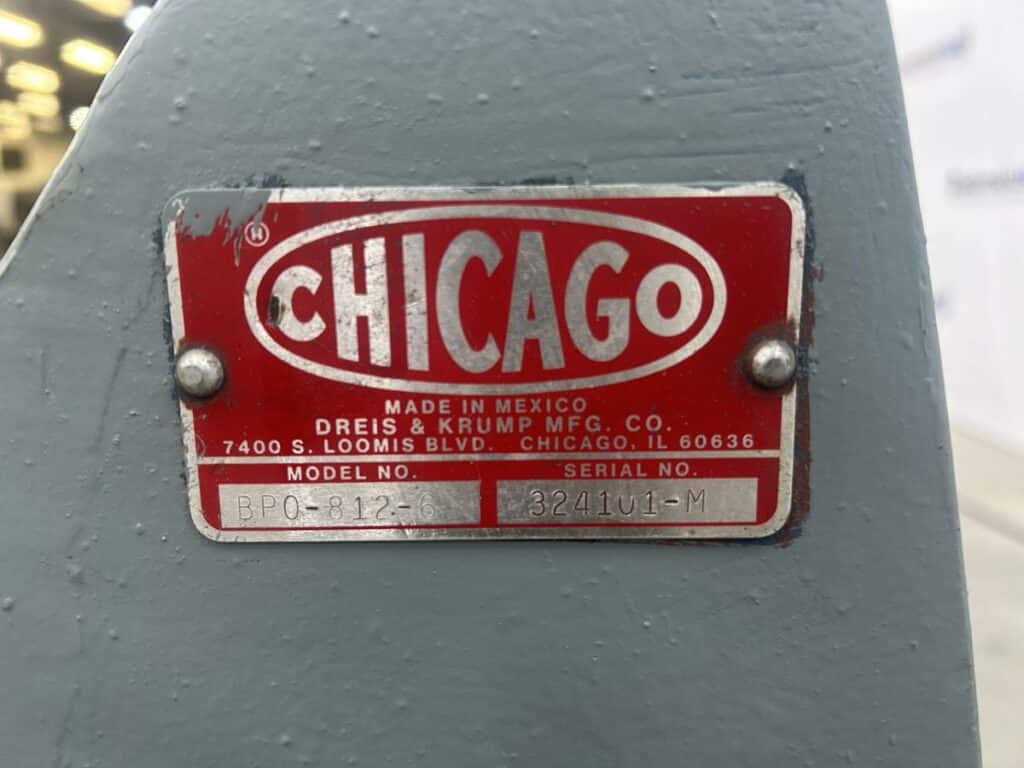 ®
CHICAGO
MADE IN MEXICO
DREIS & KRUMP MFG. CO.
7400 S. LOOMIS BLVD. CHICAGO, IL 60636
MODEL NO. SERIAL NO.
BPO-812-6 324101-M